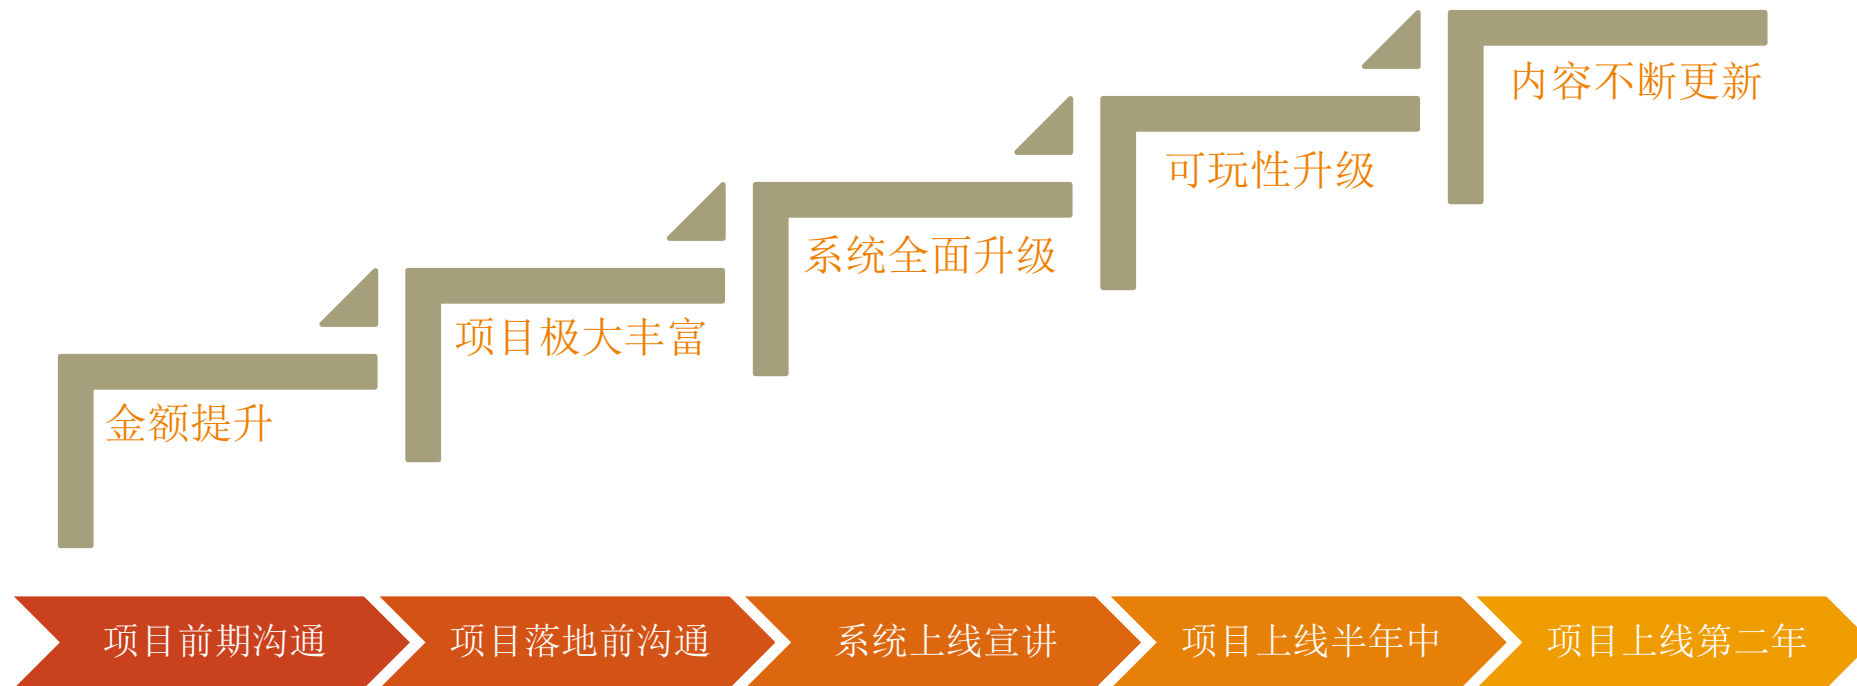 内容不断更新
可玩性升级
系统全面升级
项目极大丰富
金额提升
项目前期沟通
项目落地前沟通
系统上线宣讲
项目上线半年中
项目上线第二年